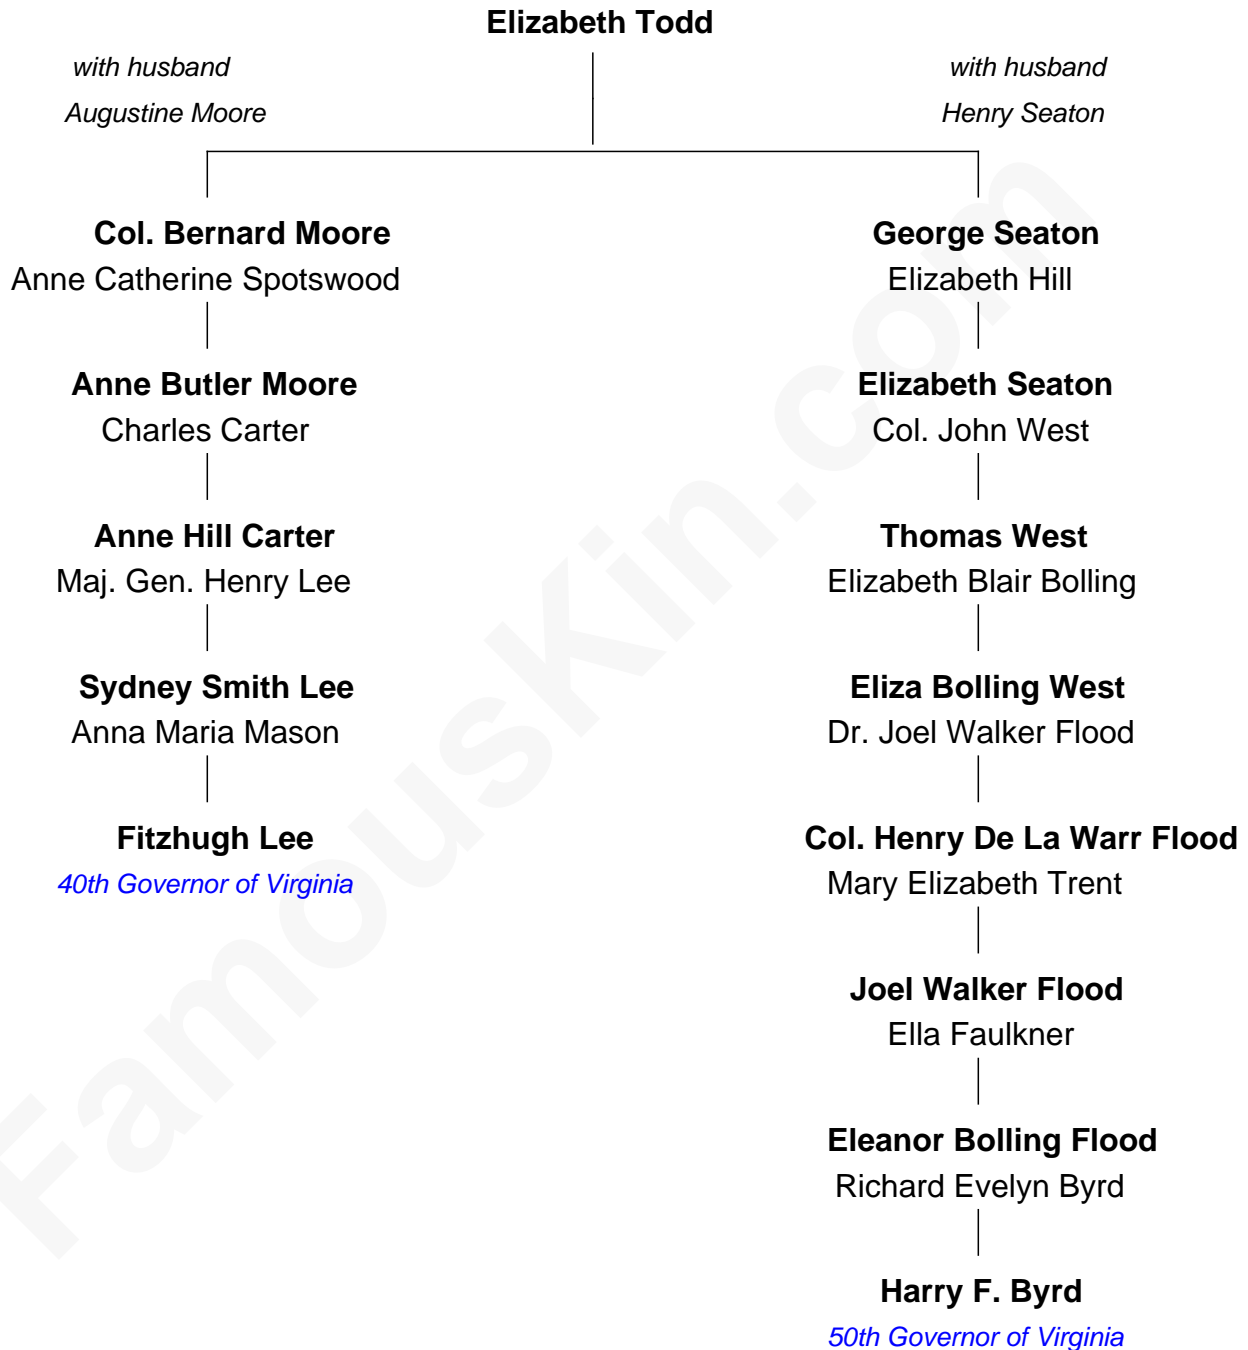 Elizabeth Todd
with husband
Augustine Moore
with husband
Henry Seaton
Col. Bernard Moore
Anne Catherine Spotswood
Anne Butler Moore
Charles Carter
Anne Hill Carter
Maj. Gen. Henry Lee
Sydney Smith Lee
Anna Maria Mason
Fitzhugh Lee
40th Governor of Virginia
George Seaton
Elizabeth Hill
Elizabeth Seaton
Col. John West
Thomas West
Elizabeth Blair Bolling
Eliza Bolling West
Dr. Joel Walker Flood
Col. Henry De La Warr Flood
Mary Elizabeth Trent
Joel Walker Flood
Ella Faulkner
Eleanor Bolling Flood
Richard Evelyn Byrd
Harry F. Byrd
50th Governor of Virginia
FamousKin.com